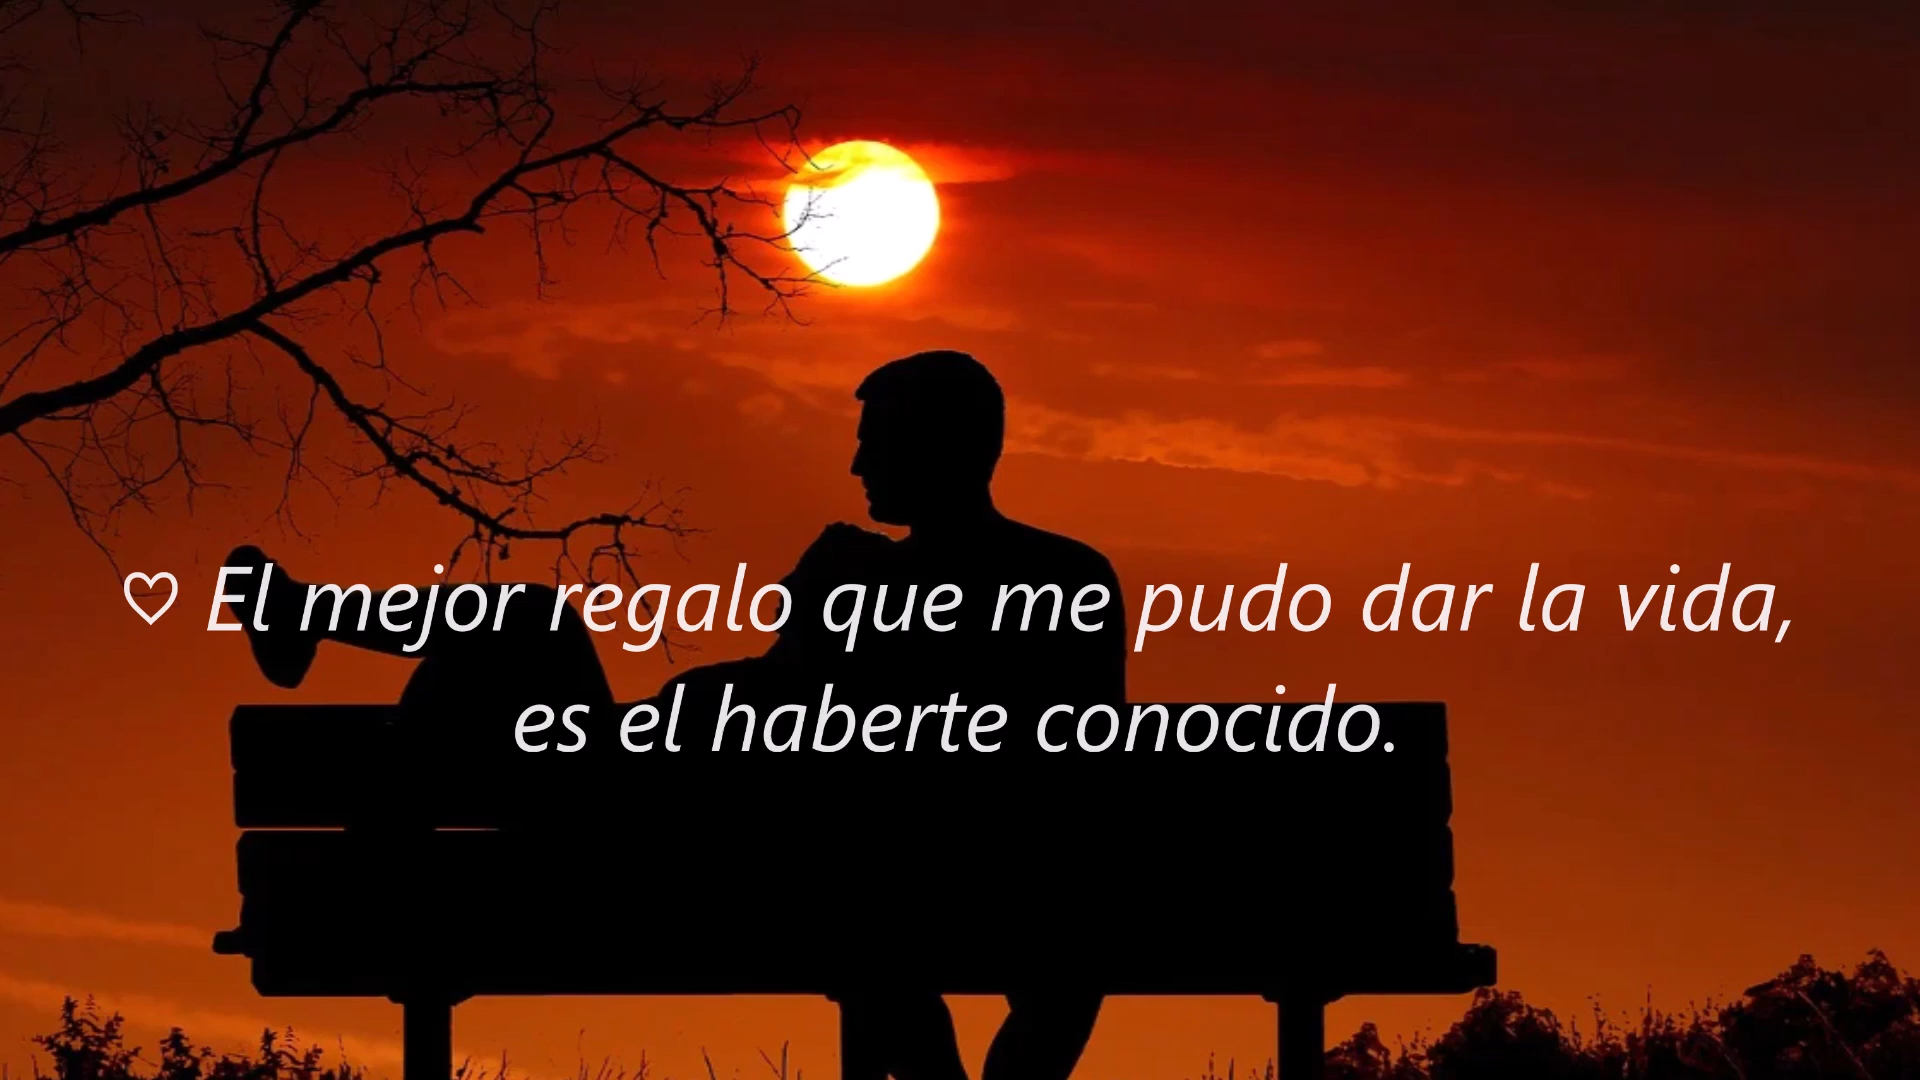 ♡ El mejor regalo que me pudo dar la vida,
es el haberte conocido.